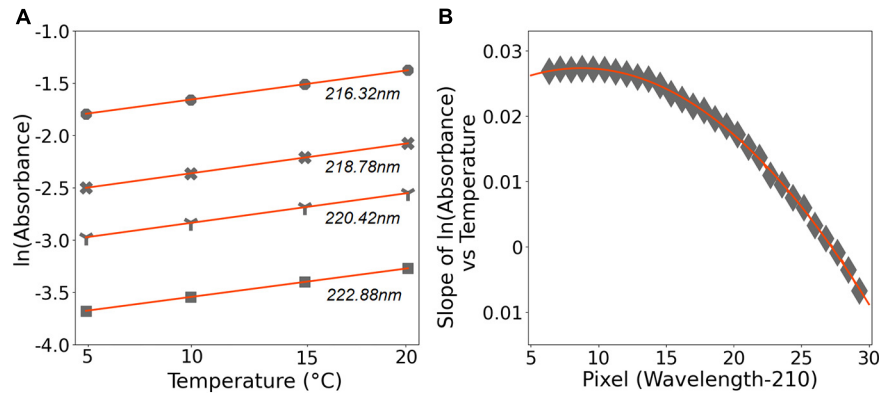 A
-1.0
-1.5
-2.0
-2.5
-3.0
-3.5
-4.0
ln(Absorbance)
216.32nm
218.78nm
220.42nm
222.88nm
5 10 15 20
Temperature (°C)
B
0.03
0.02
0.01
0
0.01
Slope of ln(Absorbance)
vs Temperature
5 10 15 20 25 30
Pixel (Wavelength-210)